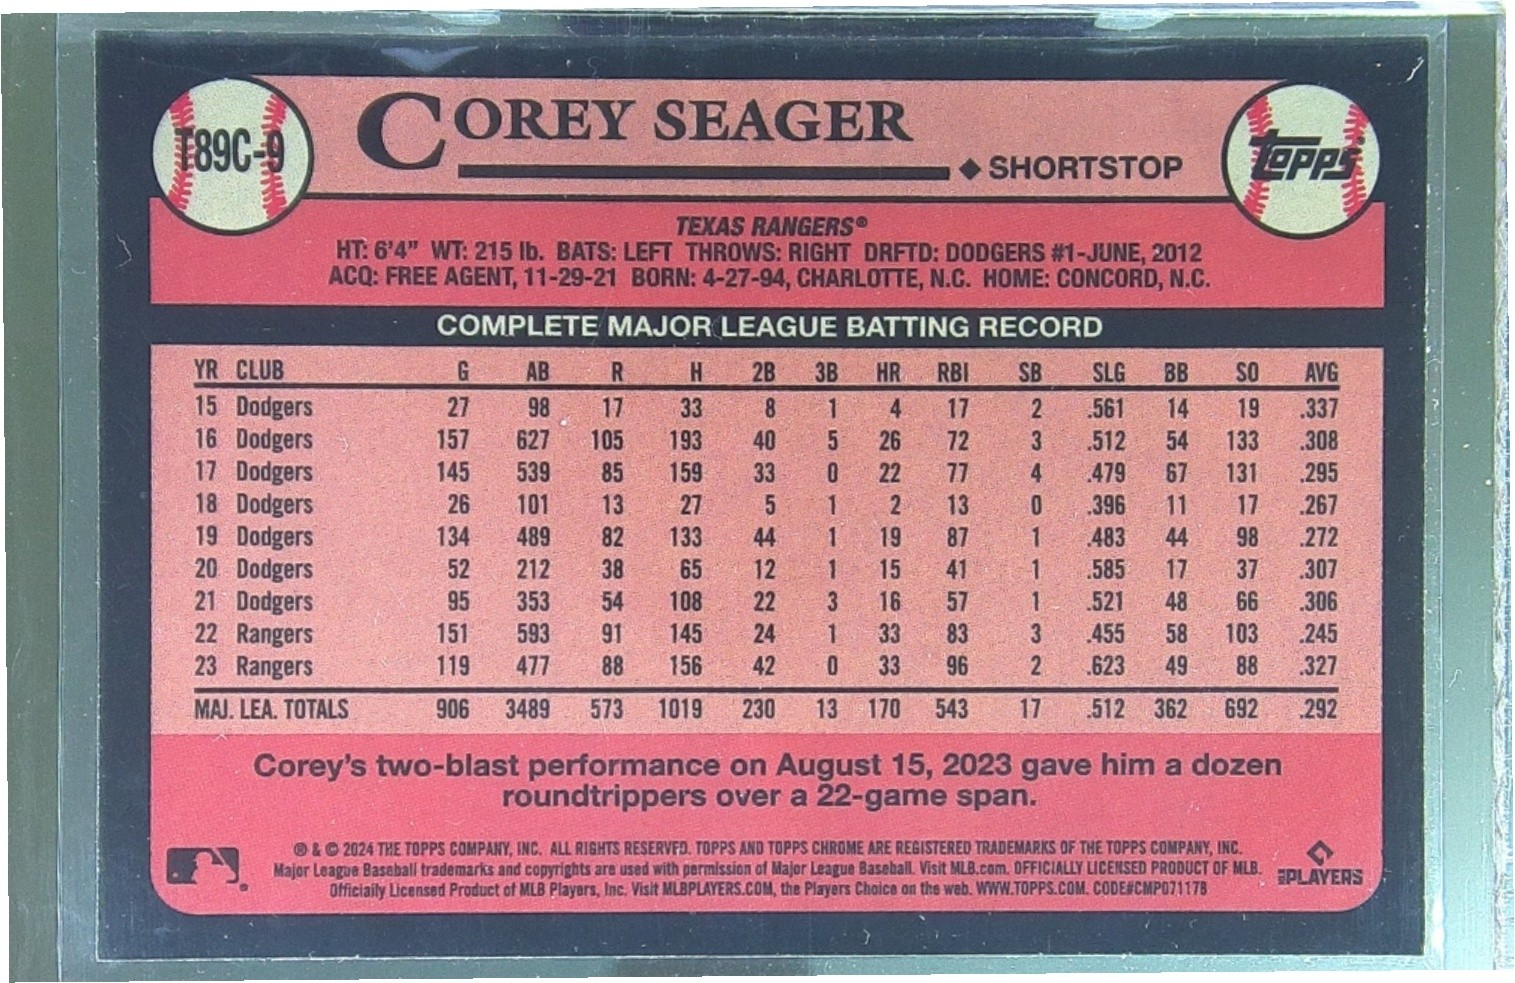 T89C-9
COREY SEAGER
◆ SHORTSTOP
TOPPS
TEXAS RANGERS®
HT: 6'4" WT: 215 lb. BATS: LEFT THROWS: RIGHT DRFTD: DODGERS #1-JUNE, 2012
ACQ: FREE AGENT, 11-29-21 BORN: 4-27-94, CHARLOTTE, N.C. HOME: CONCORD, N.C.
COMPLETE MAJOR LEAGUE BATTING RECORD
YR CLUB G AB R H 2B 3B HR RBI SB SLG BB SO AVG
15 Dodgers 27 98 17 33 8 1 4 17 2 .561 14 19 .337
16 Dodgers 157 627 105 193 40 5 26 72 3 .512 54 133 .308
17 Dodgers 145 539 85 159 33 0 22 77 4 .479 67 131 .295
18 Dodgers 26 101 13 27 5 1 2 13 0 .396 11 17 .267
19 Dodgers 134 489 82 133 44 1 19 87 1 .483 44 98 .272
20 Dodgers 52 212 38 65 12 1 15 41 1 .585 17 37 .307
21 Dodgers 95 353 54 108 22 3 16 57 1 .521 48 66 .306
22 Rangers 151 593 91 145 24 1 33 83 3 .455 58 103 .245
23 Rangers 119 477 88 156 42 0 33 96 2 .623 49 88 .327
MAJ. LEA. TOTALS 906 3489 573 1019 230 13 170 543 17 .512 362 692 .292
Corey's two-blast performance on August 15, 2023 gave him a dozen
roundtrippers over a 22-game span.
® & © 2024 THE TOPPS COMPANY, INC. ALL RIGHTS RESERVED. TOPPS AND TOPPS CHROME ARE REGISTERED TRADEMARKS OF THE TOPPS COMPANY, INC.
Major League Baseball trademarks and copyrights are used with permission of Major League Baseball. Visit MLB.com. OFFICIALLY LICENSED PRODUCT OF MLB.
Officially Licensed Product of MLB Players, Inc. Visit MLBPLAYERS.COM, the Players Choice on the web. WWW.TOPPS.COM. CODE#CMP071178
MLBPLAYERS